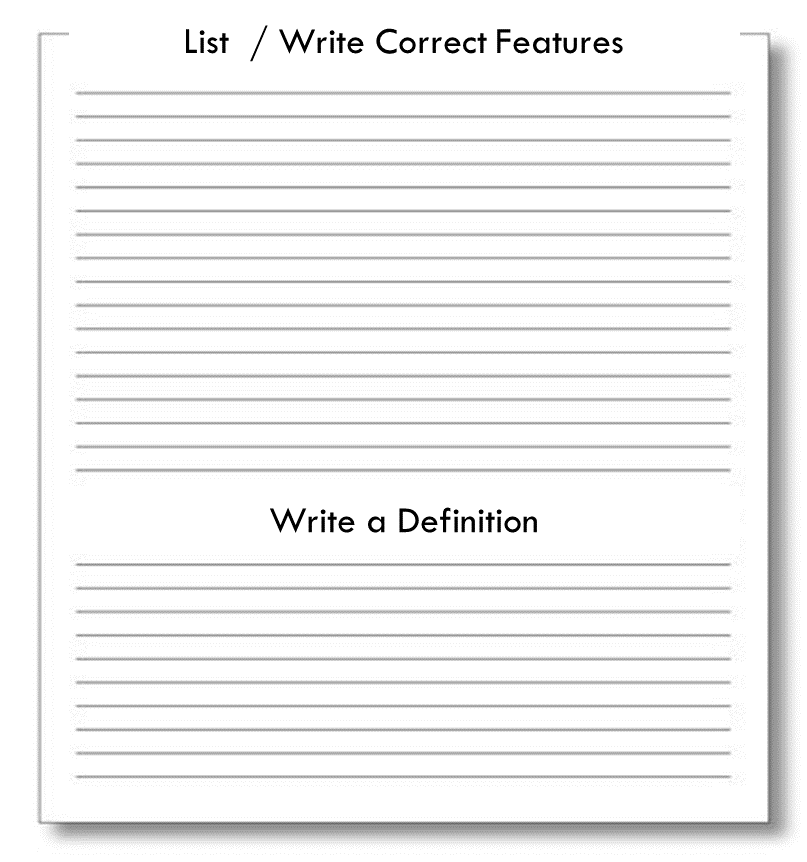 List / Write Correct Features
Write a Definition